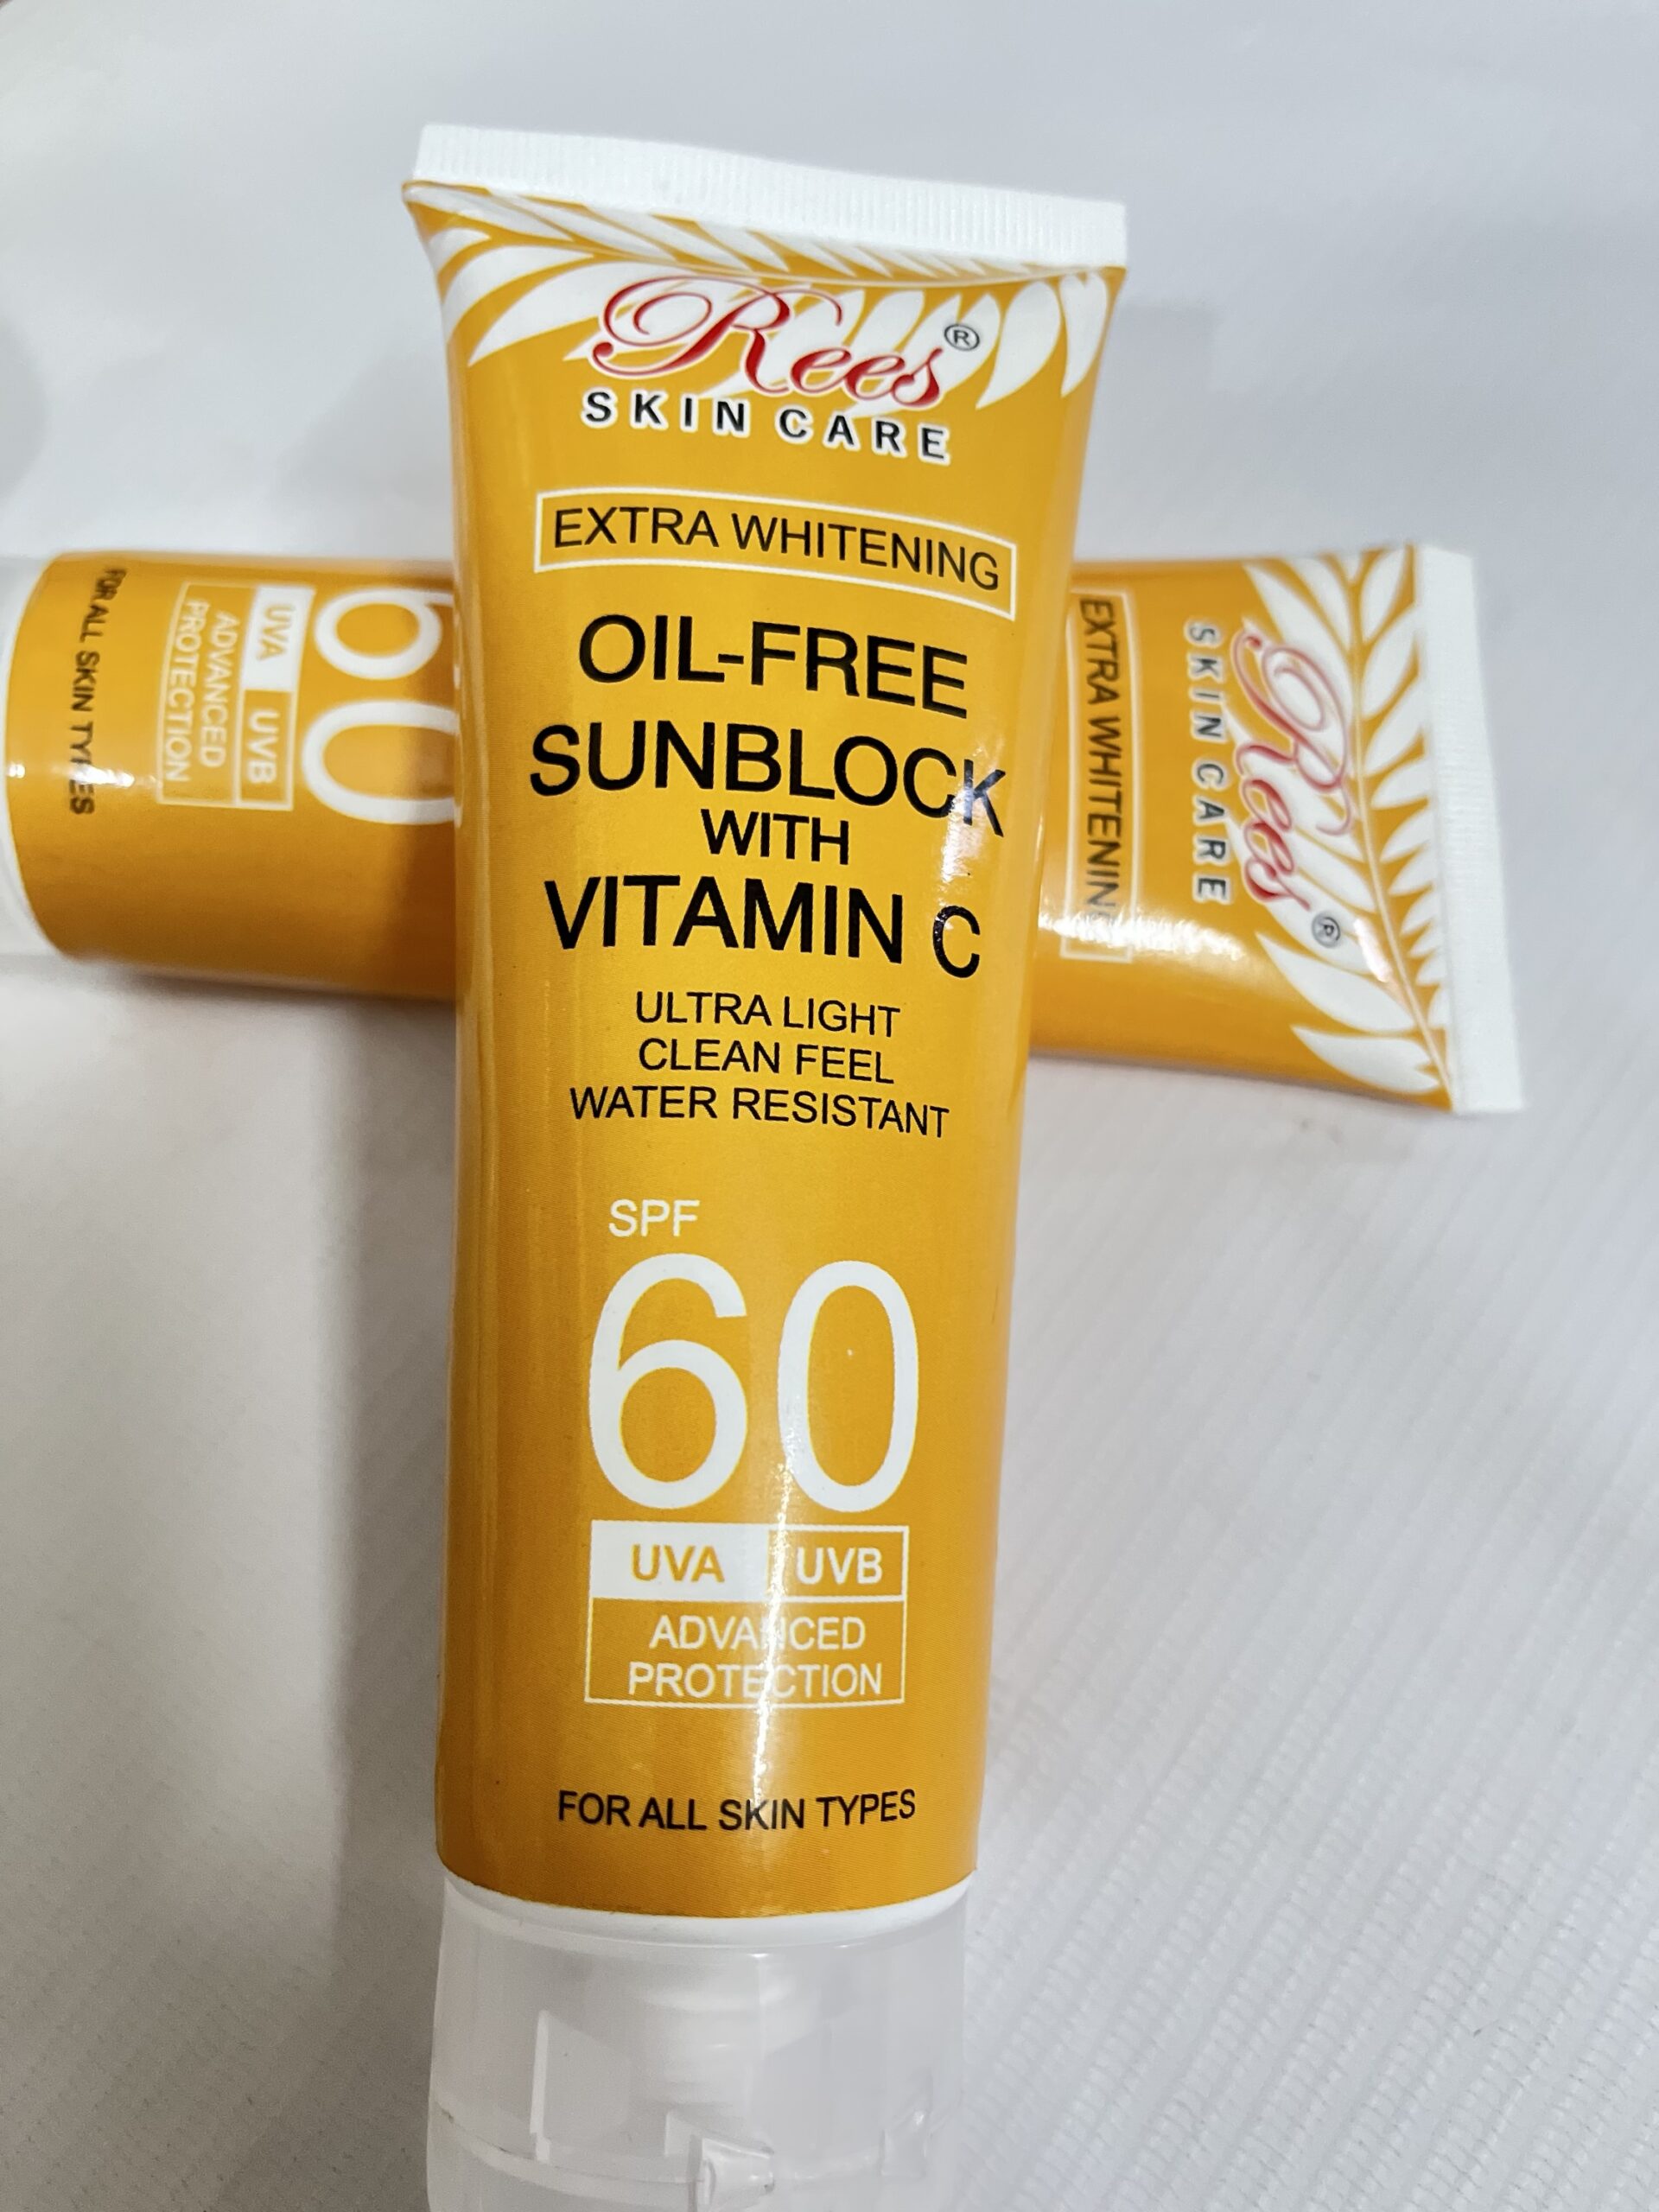 Rees®
SKIN CARE
EXTRA WHITENING
OIL-FREE
SUNBLOCK
WITH
VITAMIN C
ULTRA LIGHT
CLEAN FEEL
WATER RESISTANT
SPF
60
UVA UVB
ADVANCED
PROTECTION
FOR ALL SKIN TYPES
Rees®
SKIN CARE
EXTRA WHITENING
60
UVA UVB
ADVANCED
PROTECTION
FOR ALL SKIN TYPES